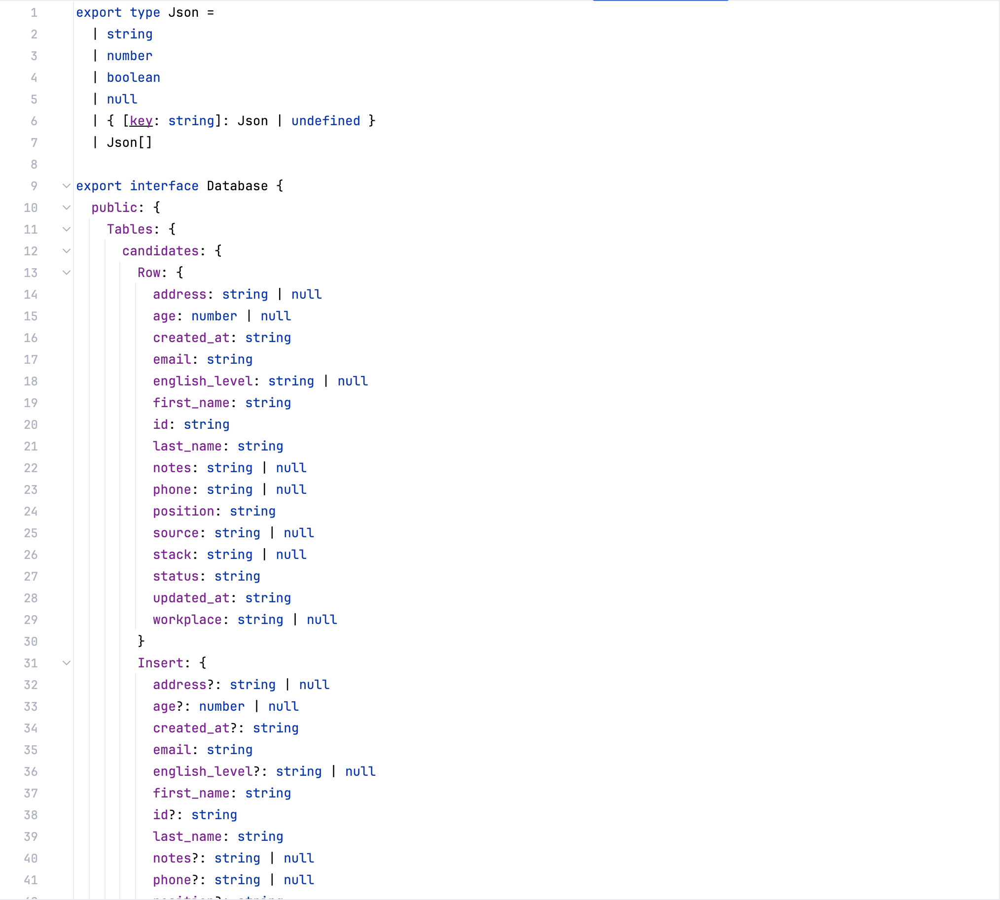 1 export type Json =
2 | string
3 | number
4 | boolean
5 | null
6 | { [key: string]: Json | undefined }
7 | Json[]
8
9 export interface Database {
10 public: {
11 Tables: {
12 candidates: {
13 Row: {
14 address: string | null
15 age: number | null
16 created_at: string
17 email: string
18 english_level: string | null
19 first_name: string
20 id: string
21 last_name: string
22 notes: string | null
23 phone: string | null
24 position: string
25 source: string | null
26 stack: string | null
27 status: string
28 updated_at: string
29 workplace: string | null
30 }
31 Insert: {
32 address?: string | null
33 age?: number | null
34 created_at?: string
35 email: string
36 english_level?: string | null
37 first_name: string
38 id?: string
39 last_name: string
40 notes?: string | null
41 phone?: string | null